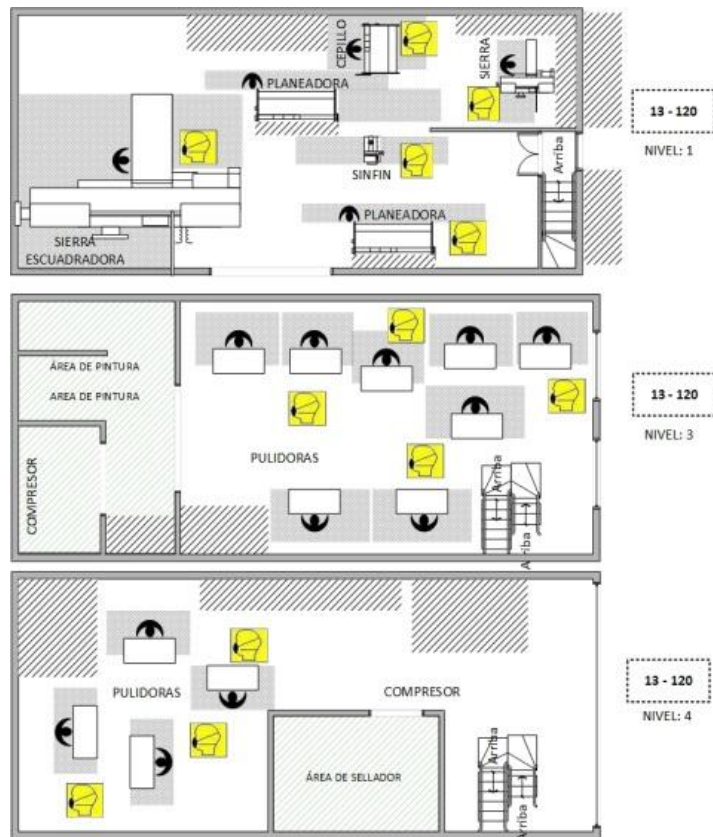 CEPILLO
PLANEADORA
SIERRA
SINFIN
PLANEADORA
SIERRA
ESCUADRADORA
Arriba
13 - 120
NIVEL: 1
ÁREA DE PINTURA
AREA DE PINTURA
COMPRESOR
PULIDORAS
Arriba
Arriba
13 - 120
NIVEL: 3
PULIDORAS
COMPRESOR
ÁREA DE SELLADOR
Arriba
Arriba
13 - 120
NIVEL: 4